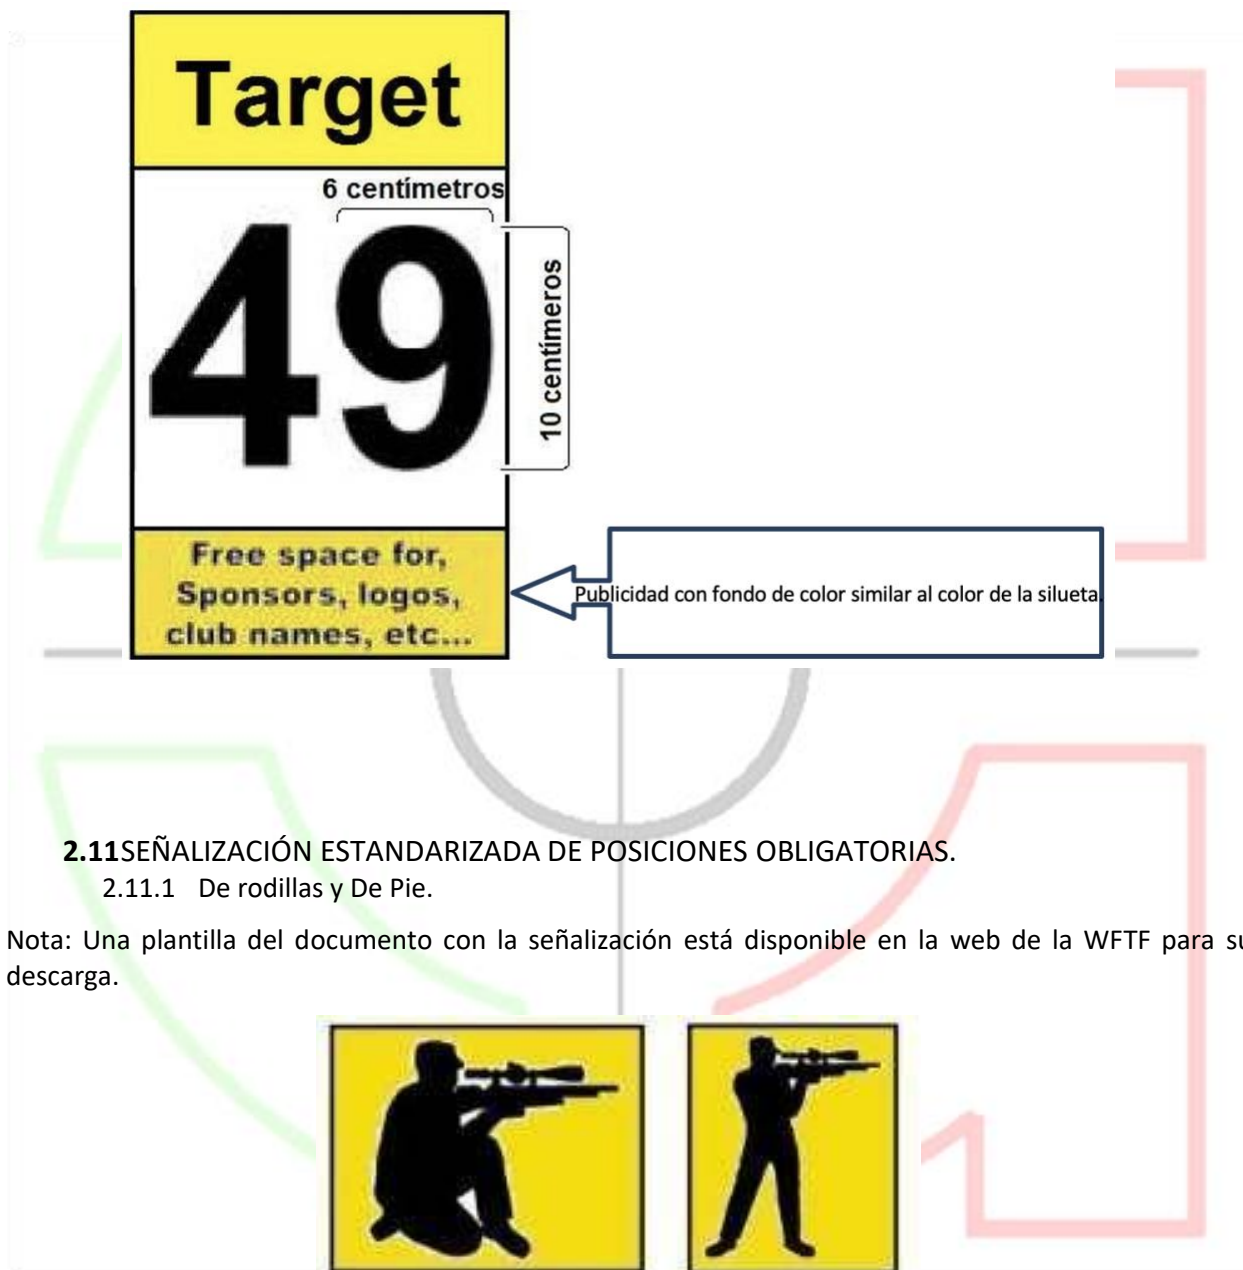 Target
6 centímetros
49
10 centímeros
Free space for,
Sponsors, logos,
club names, etc...
Publicidad con fondo de color similar al color de la silueta.
2.11SEÑALIZACIÓN ESTANDARIZADA DE POSICIONES OBLIGATORIAS.
2.11.1 De rodillas y De Pie.
Nota: Una plantilla del documento con la señalización está disponible en la web de la WFTF para su
descarga.